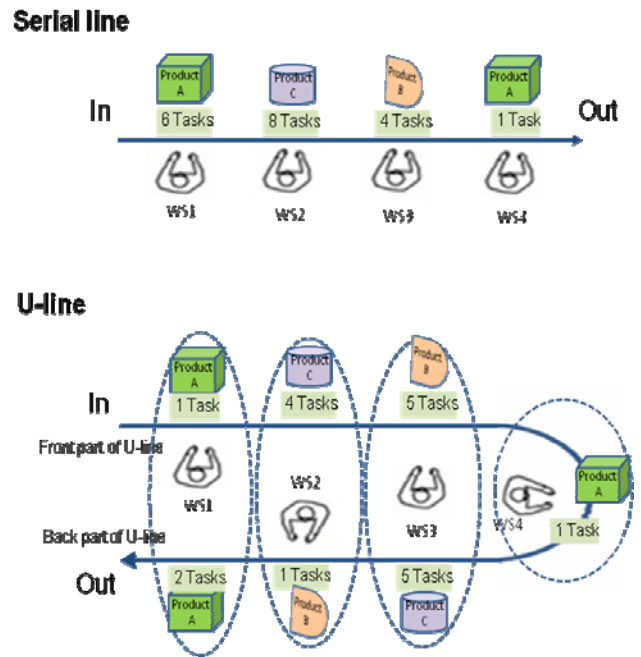 Serial line
Product A
Product C
Product B
Product A
In
6 Tasks
8 Tasks
4 Tasks
1 Task
Out
WS1
WS2
WS3
WS4
U-line
Product A
Product C
Product B
In
1 Task
4 Tasks
5 Tasks
Front part of U-line
WS1
WS2
WS3
WS4
Product A
1 Task
Back part of U-line
Out
2 Tasks
1 Tasks
5 Tasks
Product A
Product B
Product C